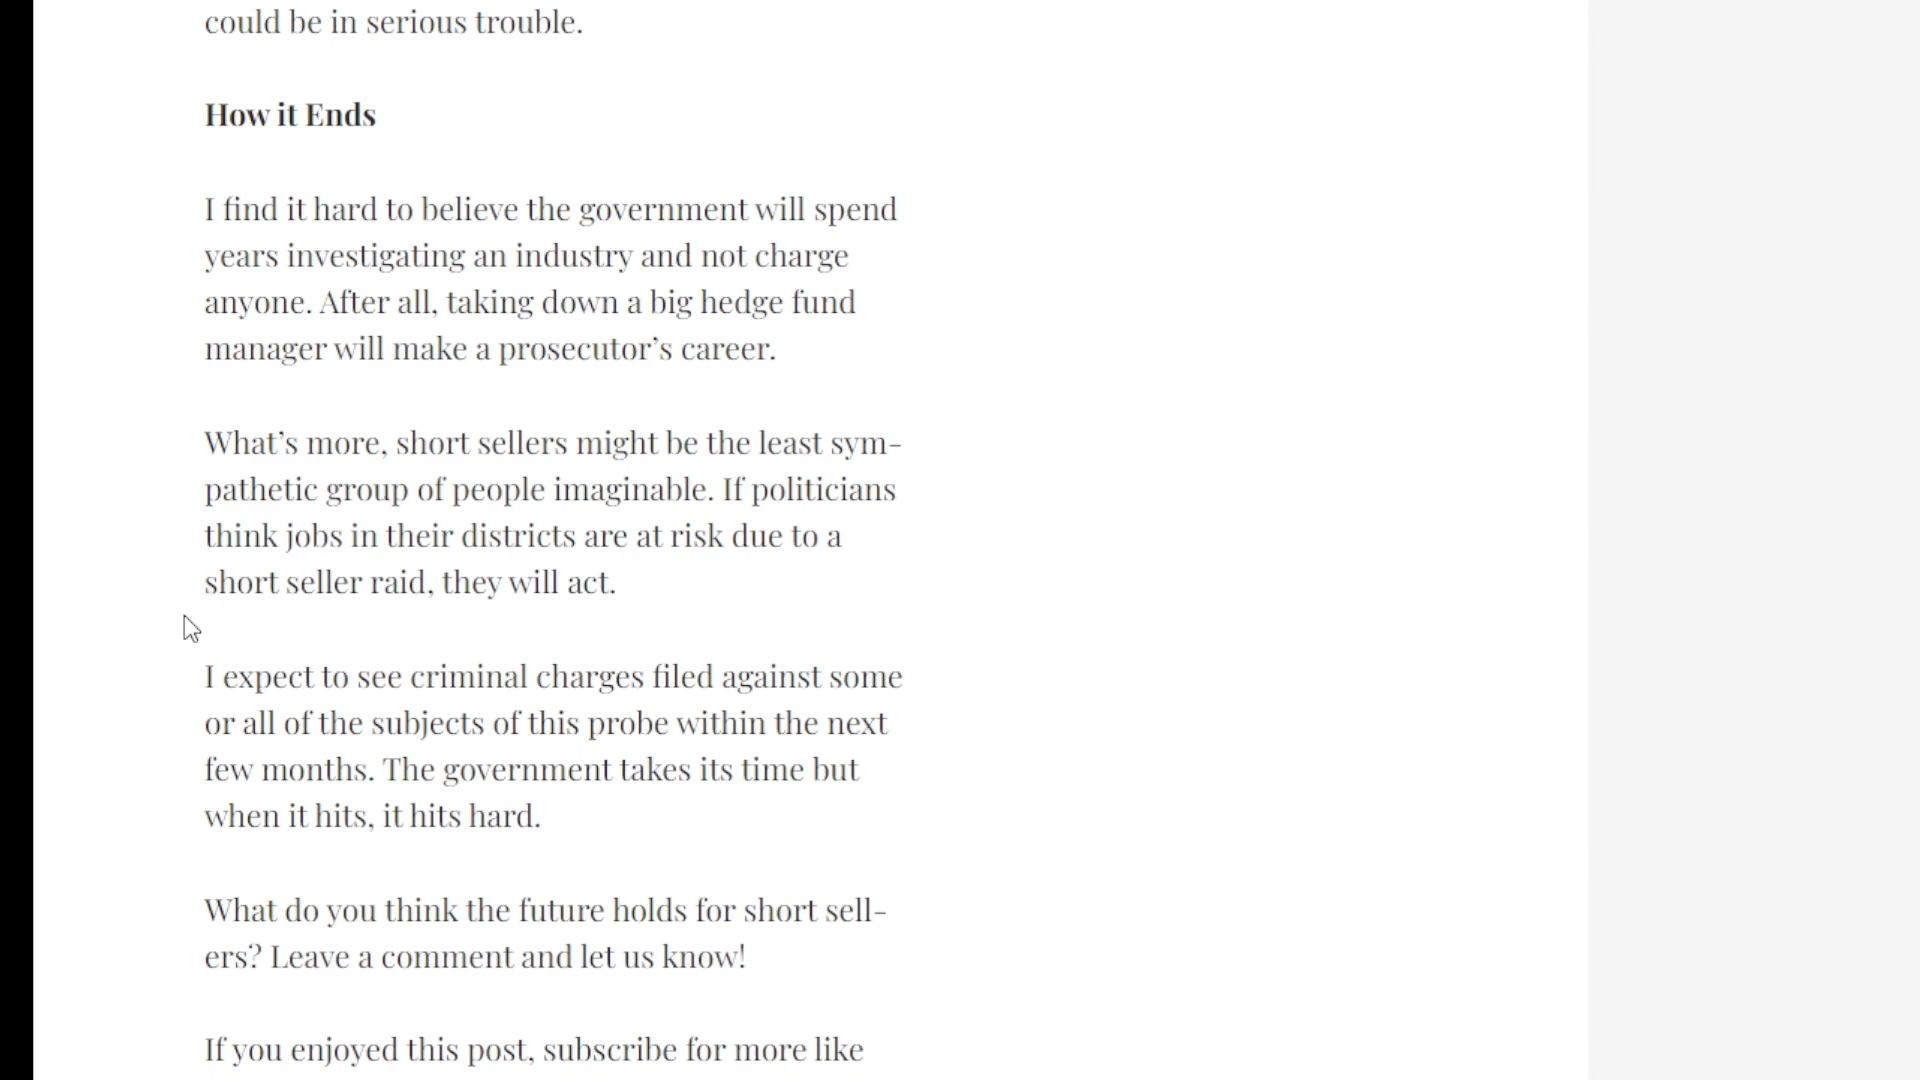 could be in serious trouble.
How it Ends
I find it hard to believe the government will spend
years investigating an industry and not charge
anyone. After all, taking down a big hedge fund
manager will make a prosecutor’s career.
What’s more, short sellers might be the least sym-
pathetic group of people imaginable. If politicians
think jobs in their districts are at risk due to a
short seller raid, they will act.
I expect to see criminal charges filed against some
or all of the subjects of this probe within the next
few months. The government takes its time but
when it hits, it hits hard.
What do you think the future holds for short sell-
ers? Leave a comment and let us know!
If you enjoyed this post, subscribe for more like